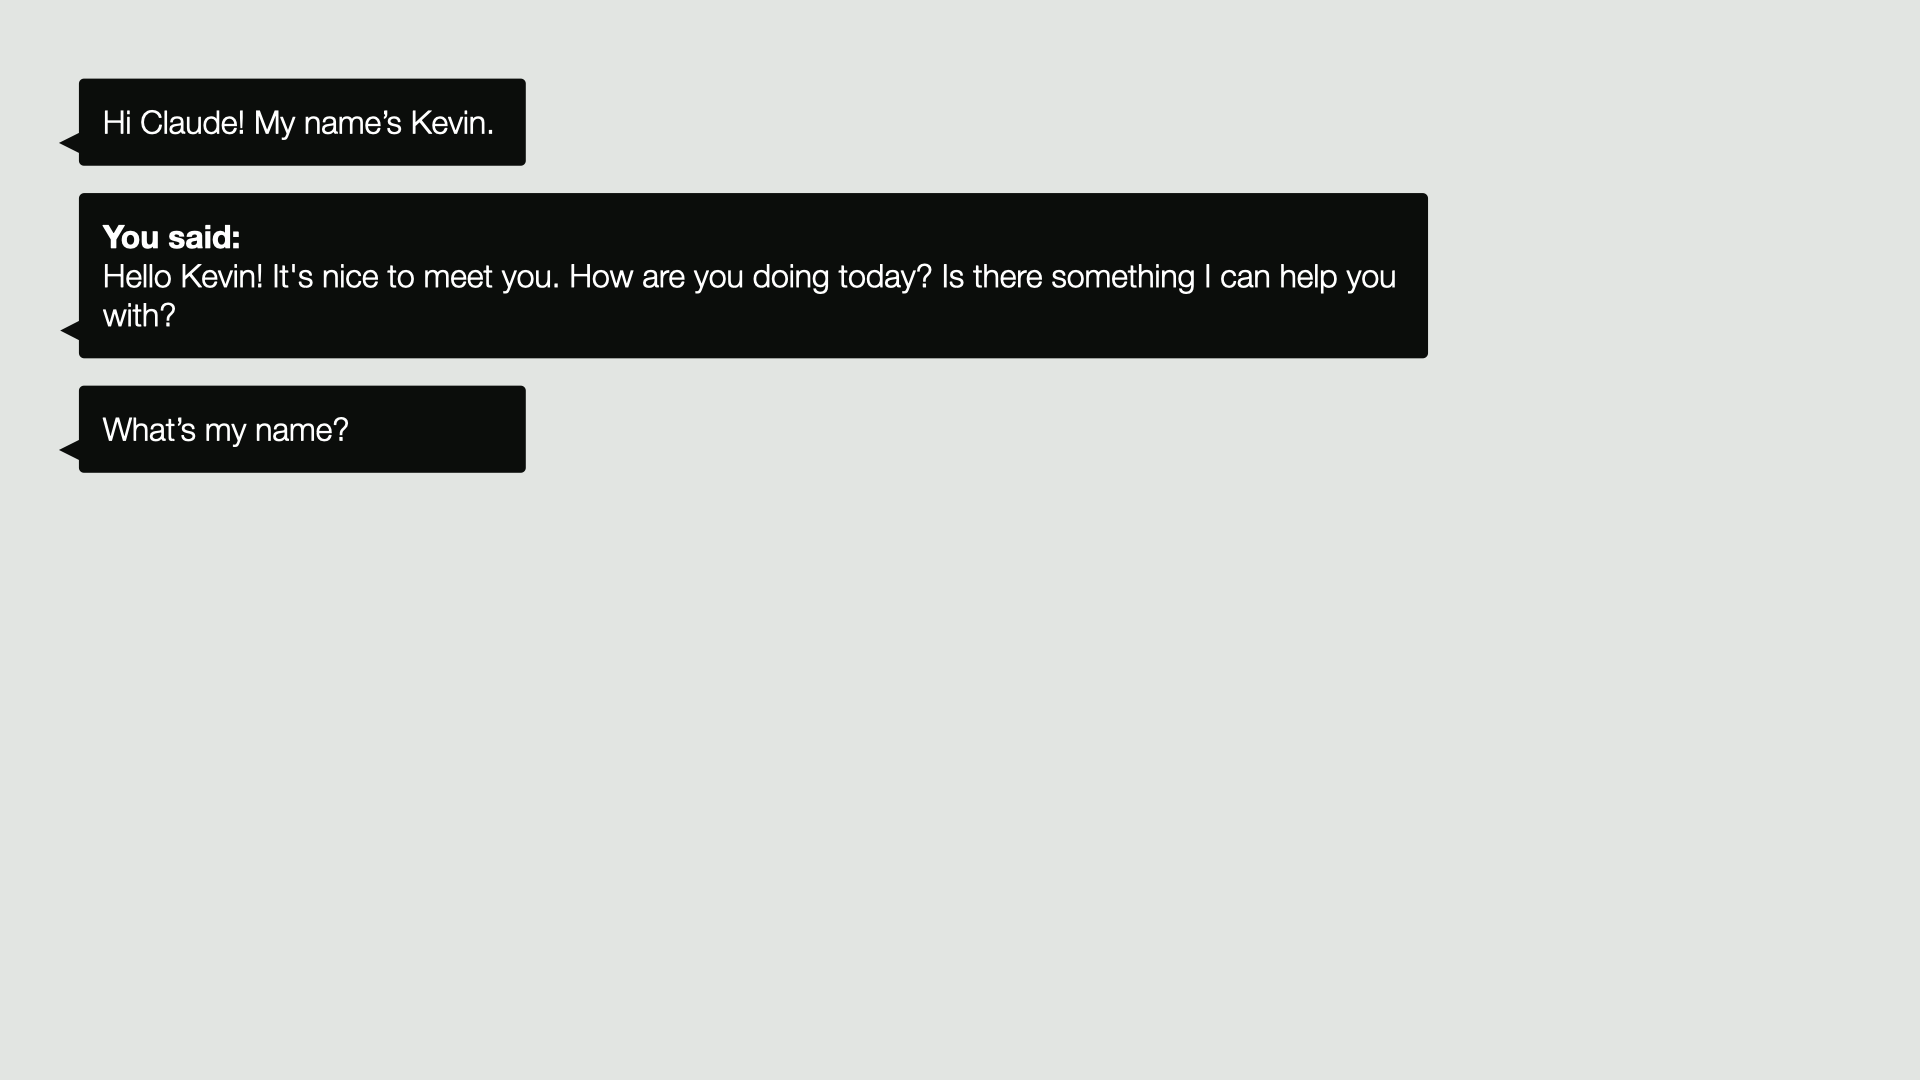 Hi Claude! My name’s Kevin.
You said:
Hello Kevin! It's nice to meet you. How are you doing today? Is there something I can help you
with?
What’s my name?